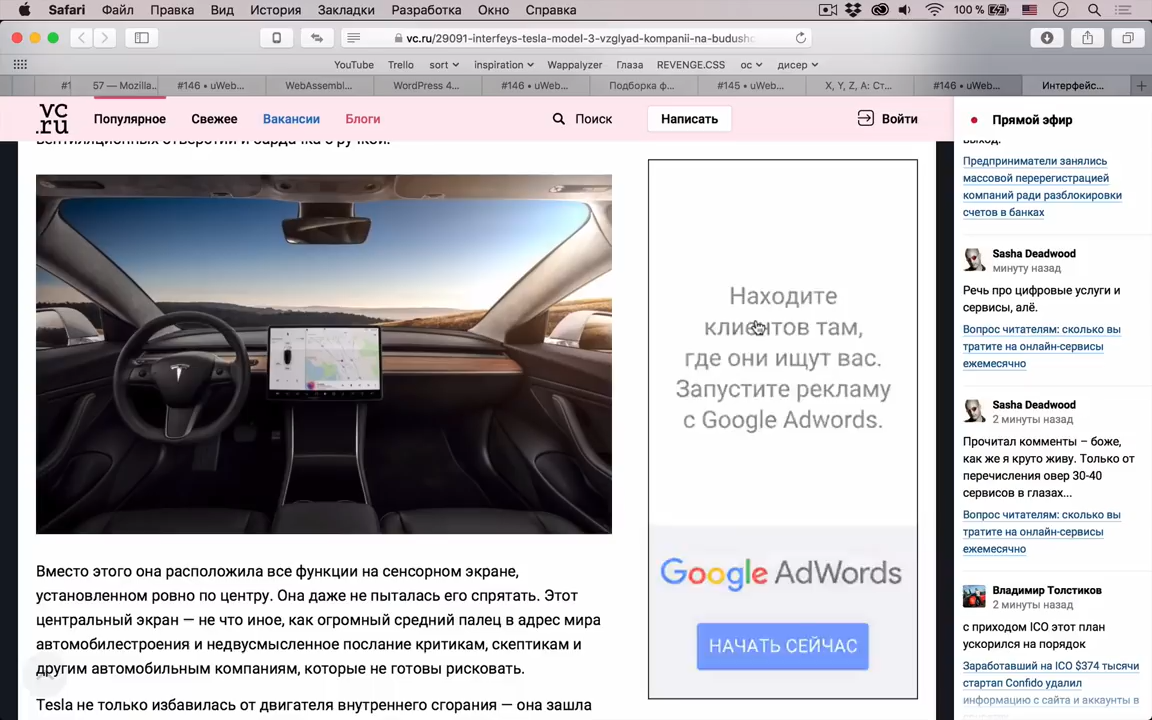 Safari Файл Правка Вид История Закладки Разработка Окно Справка 100 %
vc.ru/29091-interfeys-tesla-model-3-vzglyad-kompanii-na-budushc
YouTube Trello sort inspiration Wappalyzer Глаза REVENGE.CSS ос дисер
#1 57 — Mozilla... #146 • uWeb... WebAssembl... WordPress 4... #146 • uWeb... Подборка ф... #145 • uWeb... X, Y, Z, A: Ст... #146 • uWeb... Интерфейс...
vc
.ru
Популярное Свежее Вакансии Блоги Поиск Написать Войти
вентиляционных отверстий и бардачка с ручкой.
Вместо этого она расположила все функции на сенсорном экране,
установленном ровно по центру. Она даже не пыталась его спрятать. Этот
центральный экран — не что иное, как огромный средний палец в адрес мира
автомобилестроения и недвусмысленное послание критикам, скептикам и
другим автомобильным компаниям, которые не готовы рисковать.
Tesla не только избавилась от двигателя внутреннего сгорания — она зашла
Находите
клиентов там,
где они ищут вас.
Запустите рекламу
с Google Adwords.
Google AdWords
НАЧАТЬ СЕЙЧАС
Прямой эфир
выход.
Предприниматели занялись
массовой перерегистрацией
компаний ради разблокировки
счетов в банках
Sasha Deadwood
минуту назад
Речь про цифровые услуги и
сервисы, алё.
Вопрос читателям: сколько вы
тратите на онлайн-сервисы
ежемесячно
Sasha Deadwood
2 минуты назад
Прочитал комменты – боже,
как же я круто живу. Только от
перечисления овер 30-40
сервисов в глазах...
Вопрос читателям: сколько вы
тратите на онлайн-сервисы
ежемесячно
Владимир Толстиков
2 минуты назад
с приходом ICO этот план
ускорился на порядок
Заработавший на ICO $374 тысячи
стартап Confido удалил
информацию с сайта и аккаунты в